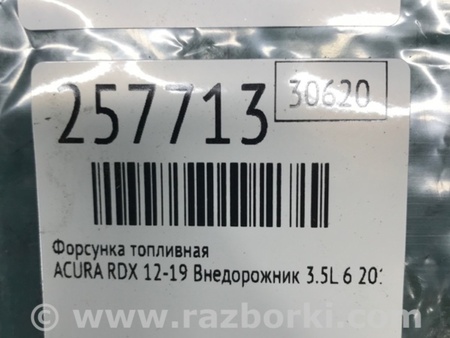 257713 30620
Форсунка топливная
ACURA RDX 12-19 Внедорожник 3.5L 6
© www.razborki.com